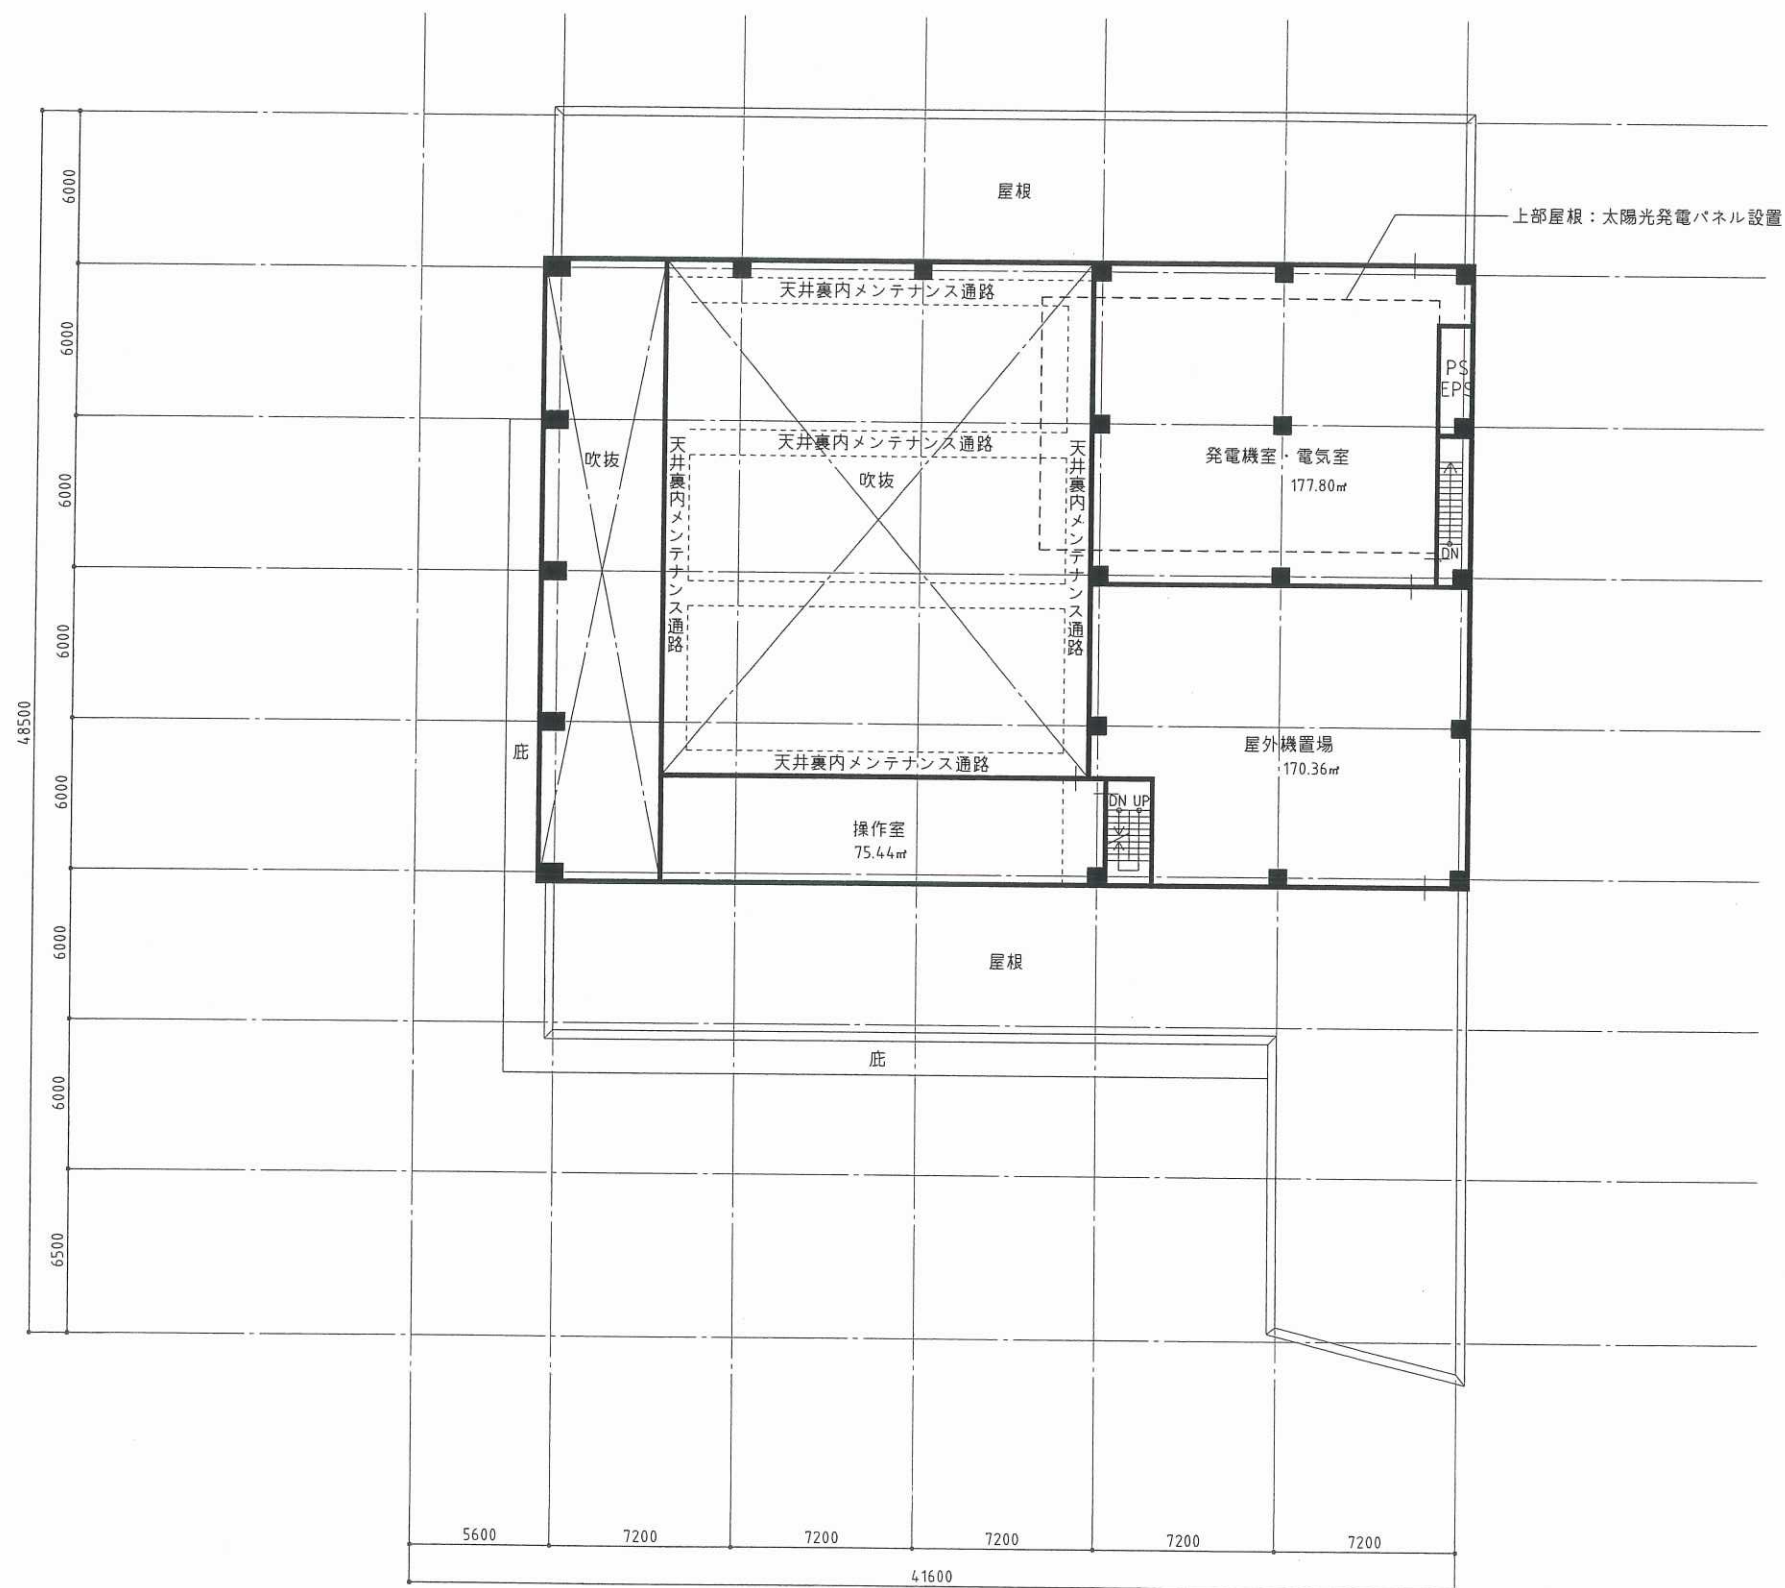 屋根
上部屋根：太陽光発電パネル設置
6000
6000
6000
6000
6000
6000
6000
6500
48500
天井裏内メンテナンス通路
天井裏内メンテナンス通路
天井裏内メンテナンス通路
天井裏内メンテナンス通路
天井裏内メンテナンス通路
吹抜
吹抜
PS
EPS
発電機室・電気室
177.80㎡
DN
屋外機置場
170.36㎡
庇
DN UP
操作室
75.44㎡
屋根
庇
5600
7200
7200
7200
7200
7200
41600